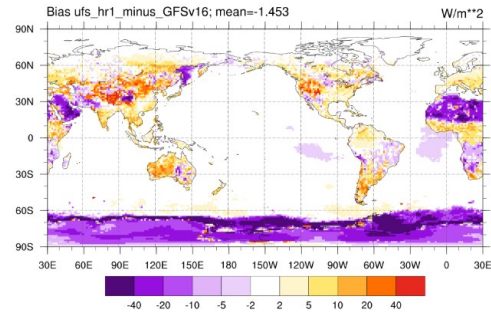 Bias ufs_hr1_minus_GFSv16; mean=-1.453 W/m**2
90N
60N
30N
0
30S
60S
90S
30E 60E 90E 120E 150E 180 150W 120W 90W 60W 30W 0 30E
-40 -20 -10 -5 -2 2 5 10 20 40